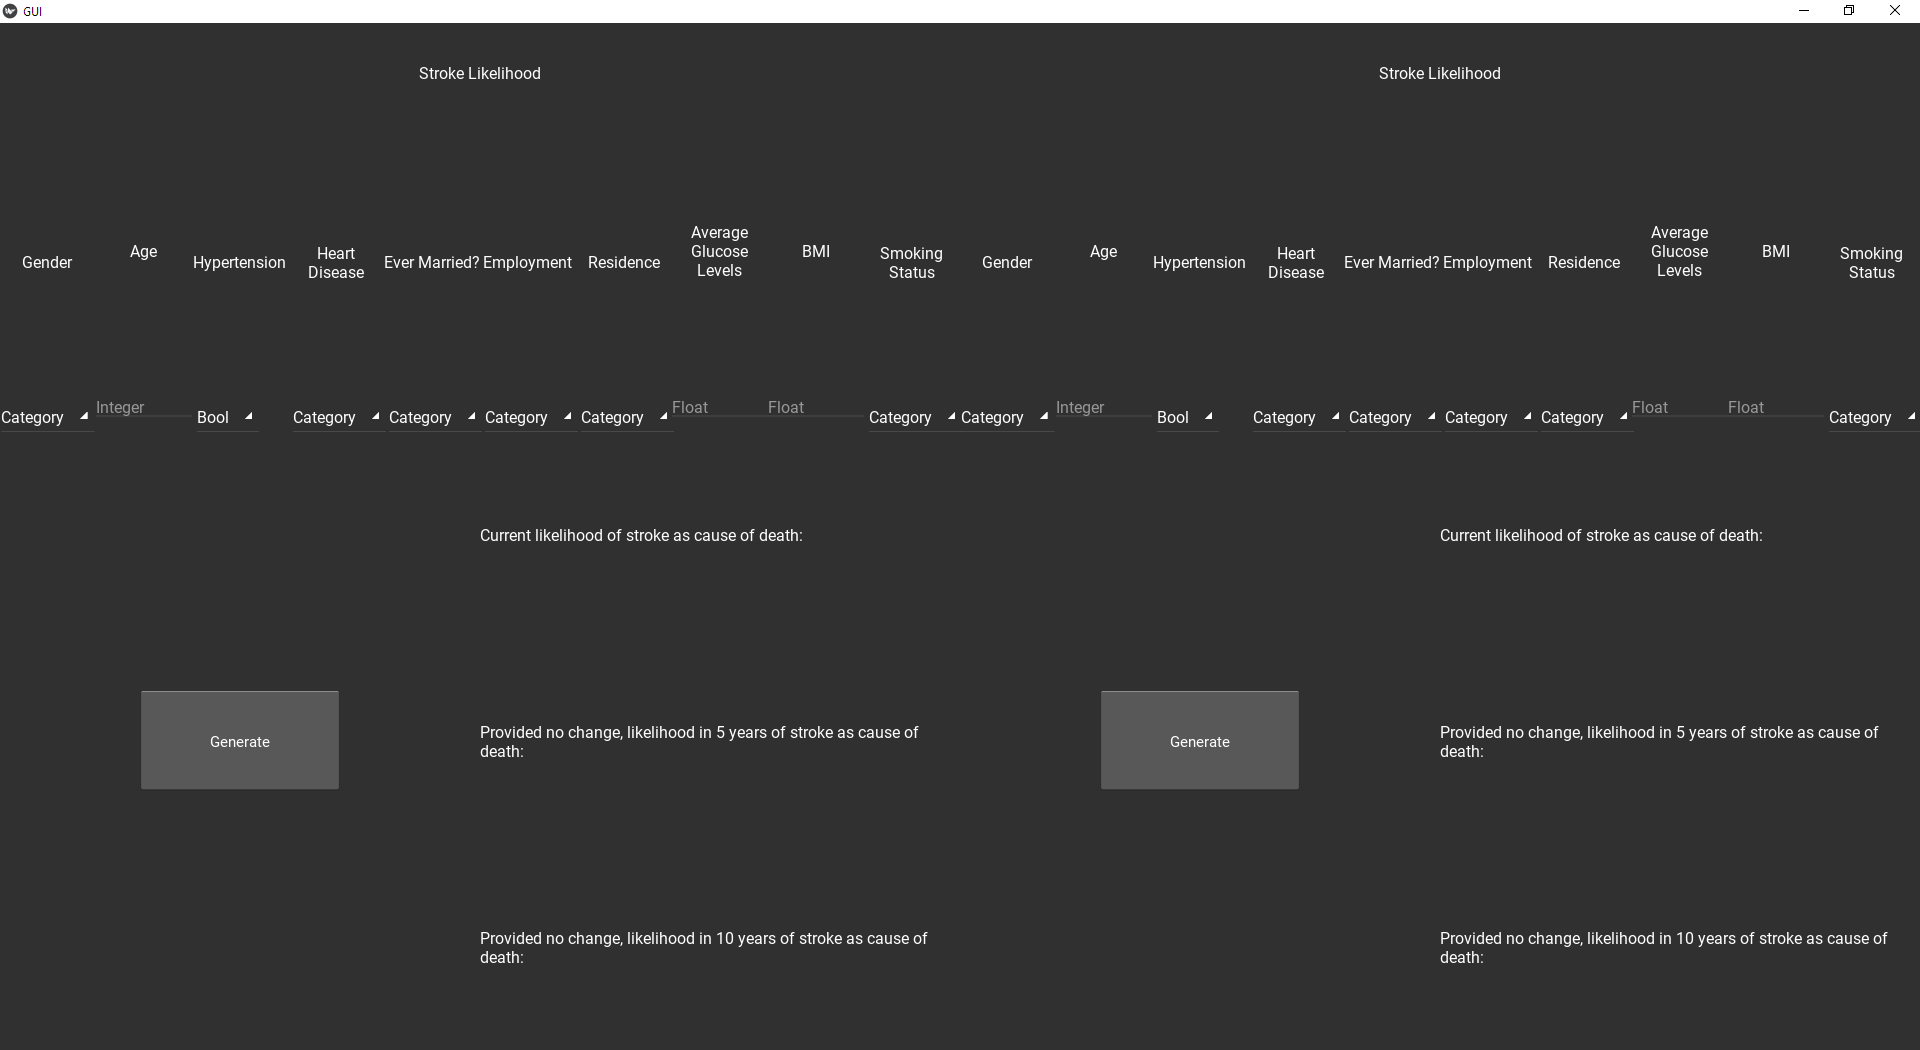 GUI
Stroke Likelihood
Stroke Likelihood
Gender
Age
Hypertension
Heart
Disease
Ever Married?
Employment
Residence
Average
Glucose
Levels
BMI
Smoking
Status
Gender
Age
Hypertension
Heart
Disease
Ever Married?
Employment
Residence
Average
Glucose
Levels
BMI
Smoking
Status
Category
Integer
Bool
Category
Category
Category
Category
Float
Float
Category
Category
Integer
Bool
Category
Category
Category
Category
Float
Float
Category
Current likelihood of stroke as cause of death:
Current likelihood of stroke as cause of death:
Generate
Provided no change, likelihood in 5 years of stroke as cause of
death:
Generate
Provided no change, likelihood in 5 years of stroke as cause of
death:
Provided no change, likelihood in 10 years of stroke as cause of
death:
Provided no change, likelihood in 10 years of stroke as cause of
death: